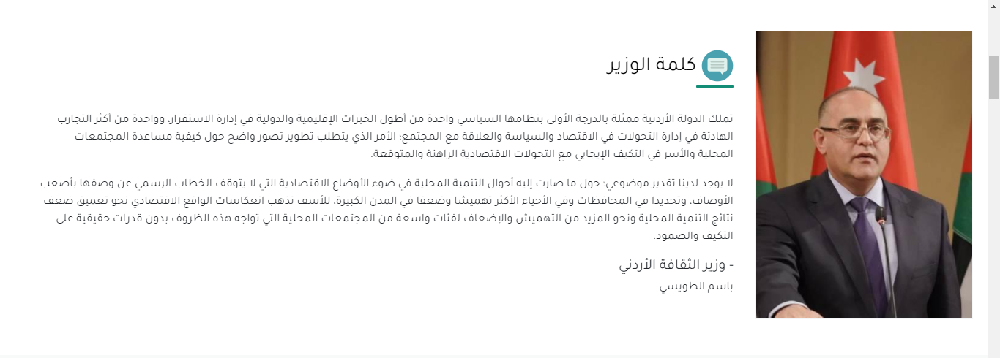 كلمة الوزير
تملك الدولة الأردنية ممثلة بالدرجة الأولى بنظامها السياسي واحدة من أطول الخبرات الإقليمية والدولية في إدارة الاستقرار، وواحدة من أكثر التجارب
الهادئة في إدارة التحولات في الاقتصاد والسياسة والعلاقة مع المجتمع؛ الأمر الذي يتطلب تطوير تصور واضح حول كيفية مساعدة المجتمعات
المحلية والأسر في التكيف الإيجابي مع التحولات الاقتصادية الراهنة والمتوقعة.
لا يوجد لدينا تقدير موضوعي؛ حول ما صارت إليه أحوال التنمية المحلية في ضوء الأوضاع الاقتصادية التي لا يتوقف الخطاب الرسمي عن وصفها بأصعب
الأوصاف، وتحديدا في المحافظات وفي الأحياء الأكثر تهميشا وضعفا في المدن الكبيرة، للأسف تذهب انعكاسات الواقع الاقتصادي نحو تعميق ضعف
نتائج التنمية المحلية ونحو المزيد من التهميش والإضعاف لفئات واسعة من المجتمعات المحلية التي تواجه هذه الظروف بدون قدرات حقيقية على
التكيف والصمود.
- وزير الثقافة الأردني
باسم الطويسي